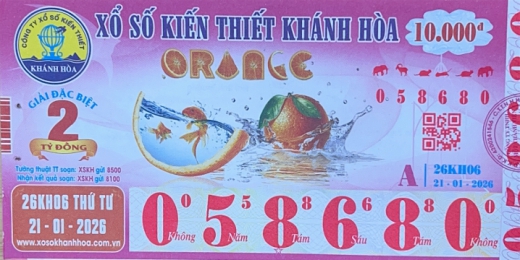 CÔNG TY XỔ SỐ KIẾN THIẾT
KHÁNH HÒA
XỔ SỐ KIẾN THIẾT KHÁNH HÒA
10.000đ
ORANGE
GIẢI ĐẶC BIỆT
2
TỶ ĐỒNG
058680
Tường thuật TT soạn: XSKH gửi 8500
Nhận kết quả soạn: XSKH gửi 8100
A
26KH06
21-01-2026
26KH06 THỨ TƯ
21-01-2026
www.xosokhanhhoa.com.vn
0 0 5 5 8 8 6 6 8 8 0 0
Không Năm Tám Sáu Tám Không